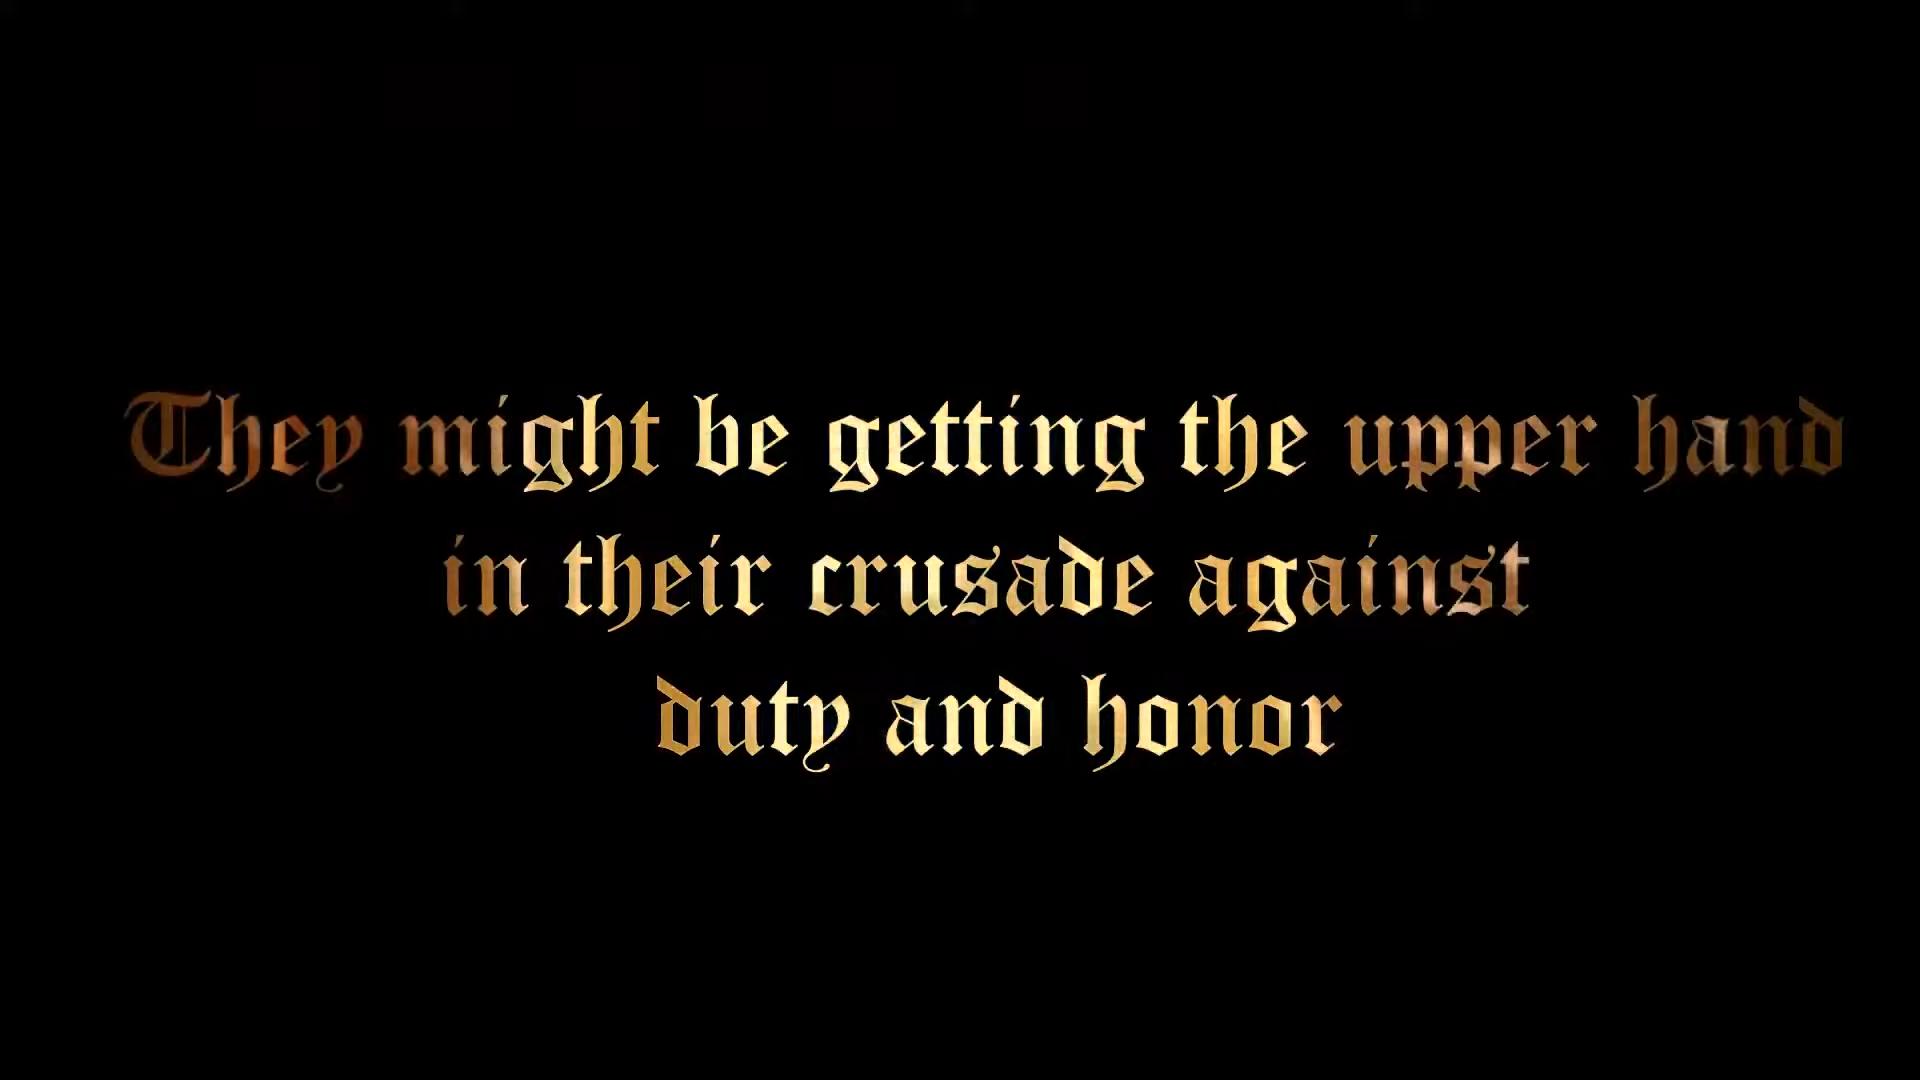 They might be getting the upper hand
in their crusade against
duty and honor